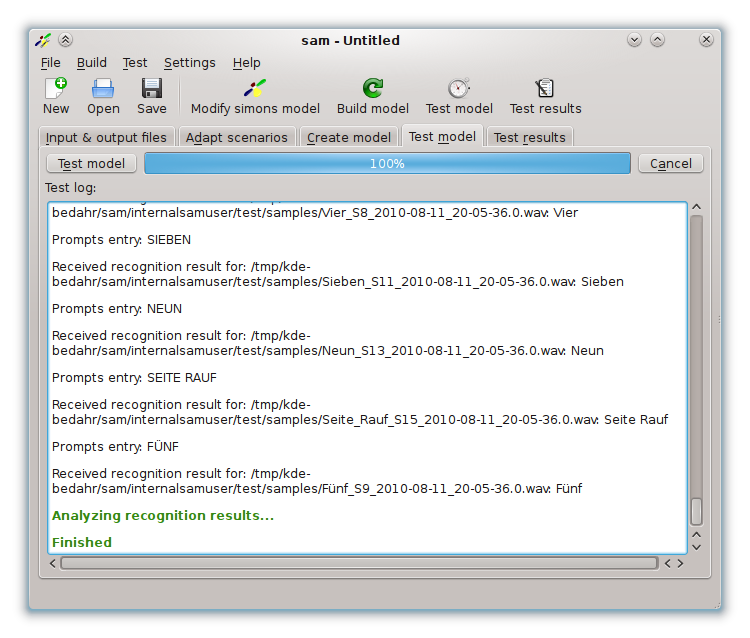 sam - Untitled
File Build Test Settings Help
New Open Save Modify simons model Build model Test model Test results
Input & output files Adapt scenarios Create model Test model Test results
Test model 100% Cancel
Test log:
bedahr/sam/internalsamuser/test/samples/Vier_S8_2010-08-11_20-05-36.0.wav: Vier
Prompts entry: SIEBEN
Received recognition result for: /tmp/kde-
bedahr/sam/internalsamuser/test/samples/Sieben_S11_2010-08-11_20-05-36.0.wav: Sieben
Prompts entry: NEUN
Received recognition result for: /tmp/kde-
bedahr/sam/internalsamuser/test/samples/Neun_S13_2010-08-11_20-05-36.0.wav: Neun
Prompts entry: SEITE RAUF
Received recognition result for: /tmp/kde-
bedahr/sam/internalsamuser/test/samples/Seite_Rauf_S15_2010-08-11_20-05-36.0.wav: Seite Rauf
Prompts entry: FÜNF
Received recognition result for: /tmp/kde-
bedahr/sam/internalsamuser/test/samples/Fünf_S9_2010-08-11_20-05-36.0.wav: Fünf
Analyzing recognition results...
Finished